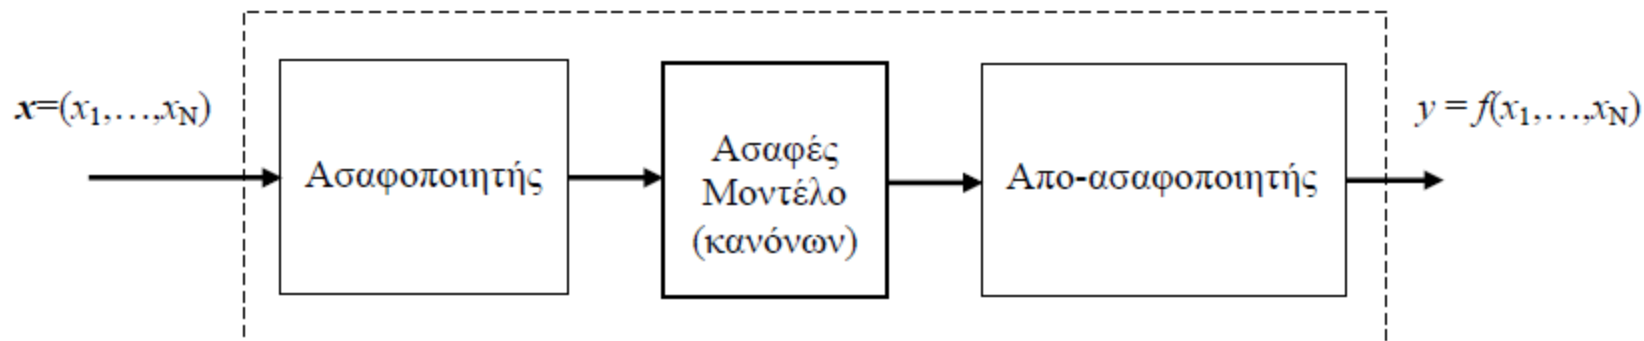 x=(x1,…,xN)
Ασαφοποιητής
Ασαφές
Μοντέλο
(κανόνων)
Απο-ασαφοποιητής
y = f(x1,…,xN)